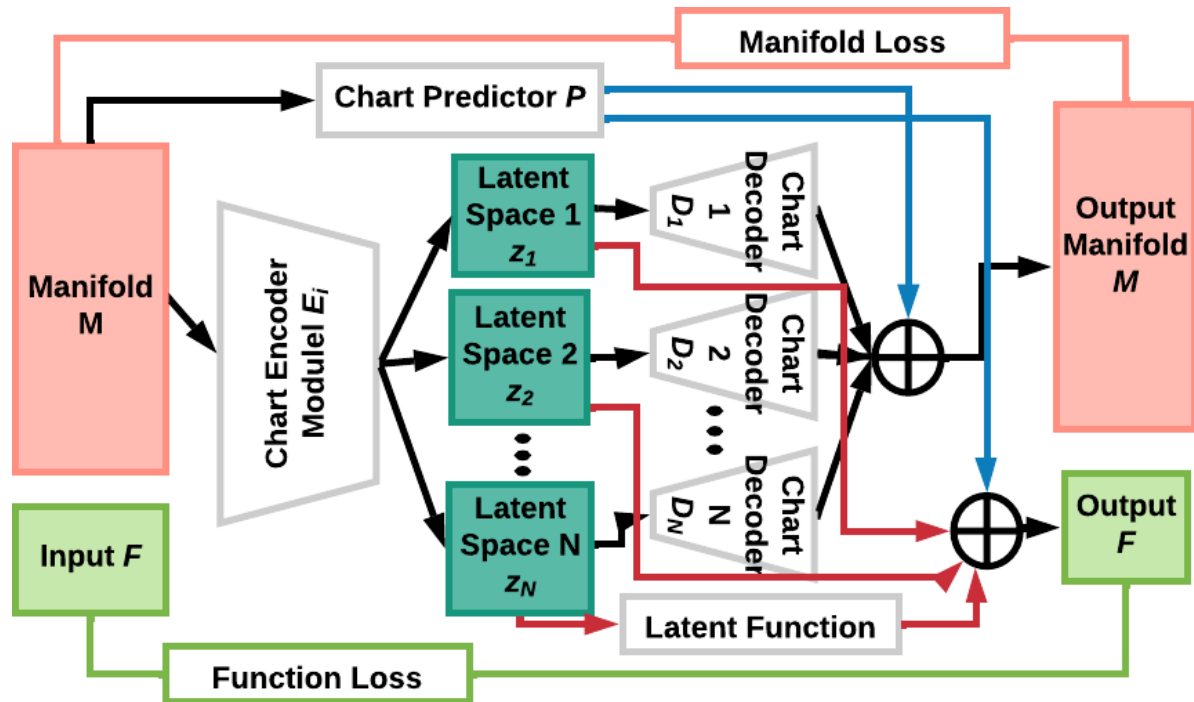 Manifold Loss
Chart Predictor P
Manifold
M
Chart Encoder
Modulel Ei
Latent
Space 1
z1
Latent
Space 2
z2
Latent
Space N
zN
Chart
Decoder
1
D1
Chart
Decoder
2
D2
Chart
Decoder
N
DN
Output
Manifold
M
Input F
Output
F
Latent Function
Function Loss